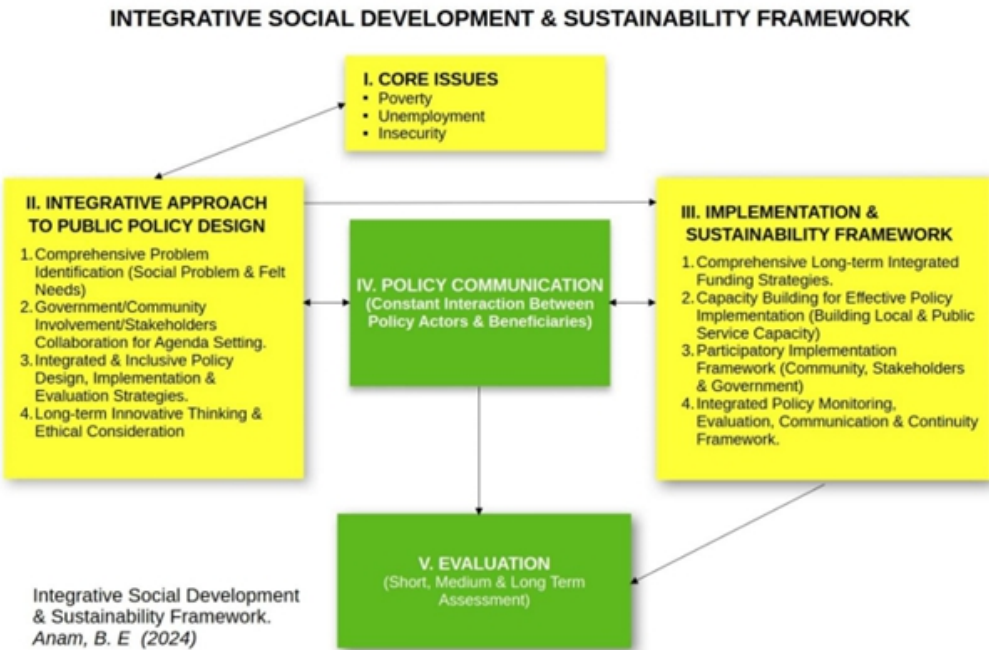 INTEGRATIVE SOCIAL DEVELOPMENT & SUSTAINABILITY FRAMEWORK
I. CORE ISSUES
• Poverty
• Unemployment
• Insecurity
II. INTEGRATIVE APPROACH
TO PUBLIC POLICY DESIGN
1. Comprehensive Problem
Identification (Social Problem & Felt
Needs)
2. Government/Community
Involvement/Stakeholders
Collaboration for Agenda Setting.
3. Integrated & Inclusive Policy
Design, Implementation &
Evaluation Strategies.
4. Long-term Innovative Thinking &
Ethical Consideration
IV. POLICY COMMUNICATION
(Constant Interaction Between
Policy Actors & Beneficiaries)
III. IMPLEMENTATION &
SUSTAINABILITY FRAMEWORK
1. Comprehensive Long-term Integrated
Funding Strategies.
2. Capacity Building for Effective Policy
Implementation (Building Local & Public
Service Capacity)
3. Participatory Implementation
Framework (Community, Stakeholders
& Government)
4. Integrated Policy Monitoring,
Evaluation, Communication & Continuity
Framework.
V. EVALUATION
(Short, Medium & Long Term
Assessment)
Integrative Social Development
& Sustainability Framework.
Anam, B. E (2024)